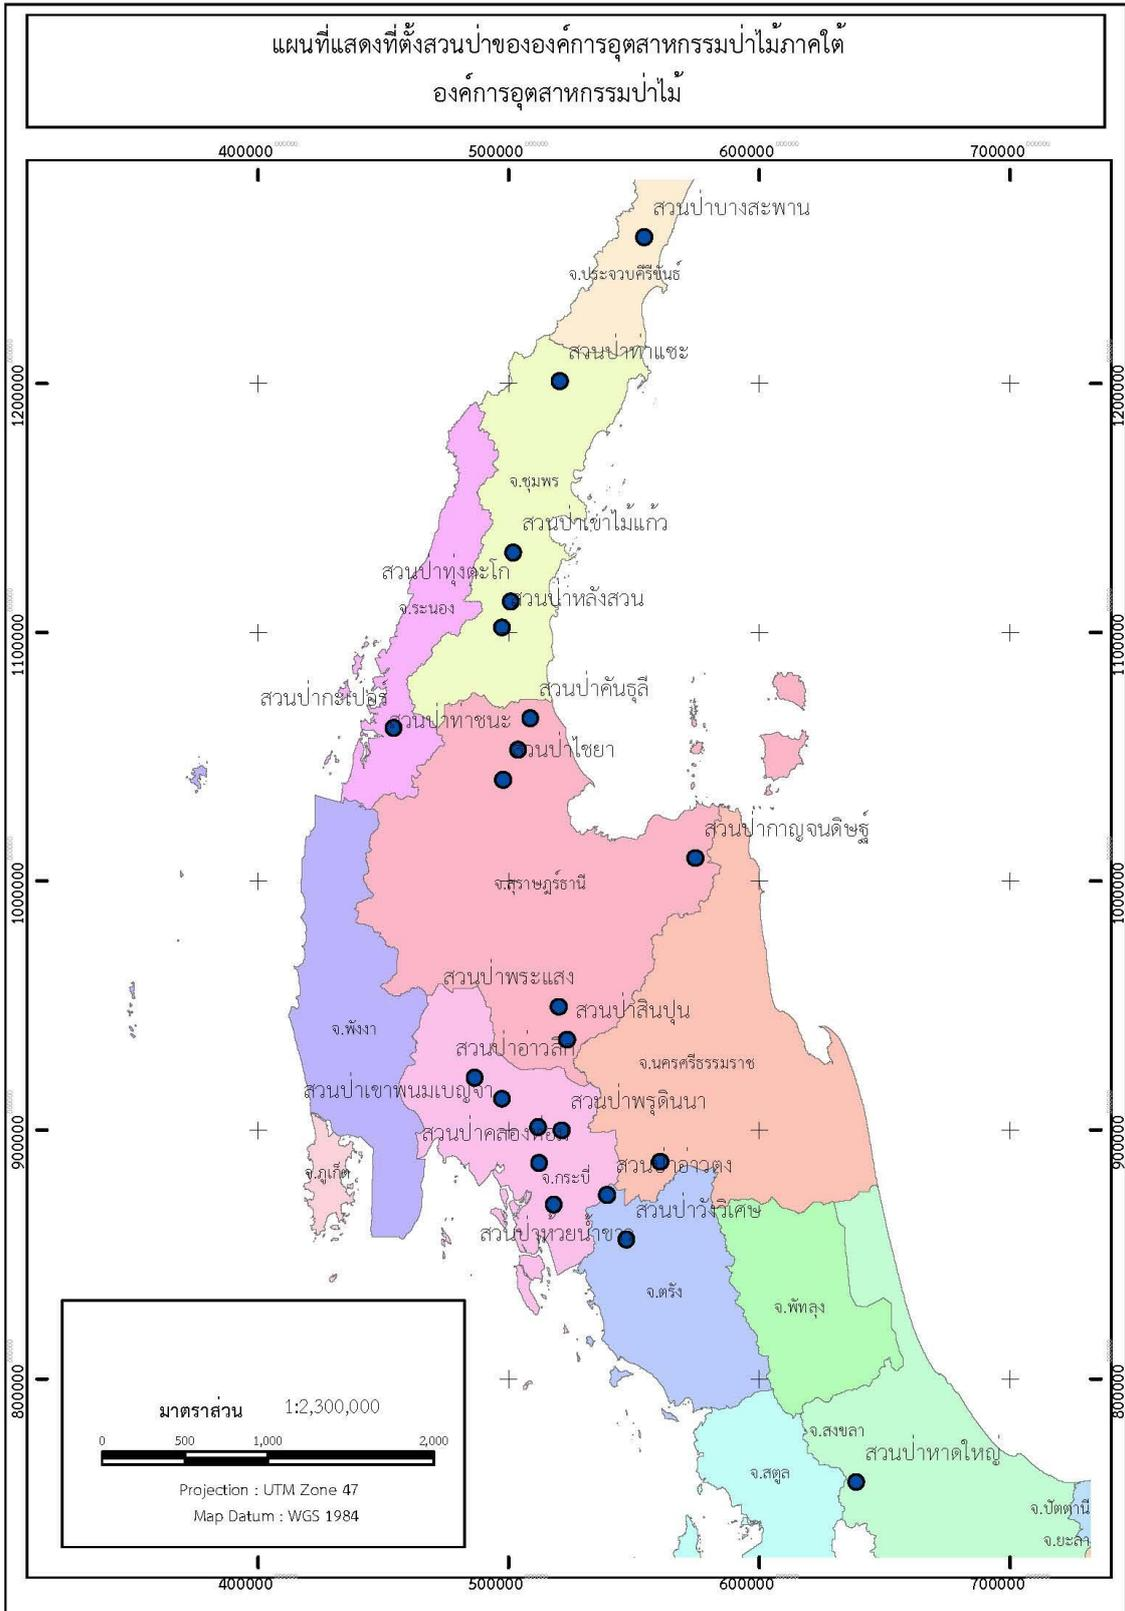 แผนที่แสดงที่ตั้งสวนป่าขององค์การอุตสาหกรรมป่าไม้ภาคใต้
องค์การอุตสาหกรรมป่าไม้
400000 500000 600000 700000
สวนป่าบางสะพาน
จ.ประจวบคีรีขันธ์
สวนป่าท่าแซะ
1200000 1200000
จ.ชุมพร
สวนป่าเขาไม้แก้ว
สวนป่าทุ่งตะโก
สวนป่าหลังสวน
จ.ระนอง
1100000 1100000
สวนป่าคันธุลี
สวนป่ากะเปอร์
สวนป่าท่าชนะ
สวนป่าไชยา
สวนป่ากาญจนดิษฐ์
จ.สุราษฎร์ธานี
1000000 1000000
สวนป่าพระแสง
สวนป่าสินปุน
จ.พังงา
สวนป่าอ่าวลึก
จ.นครศรีธรรมราช
สวนป่าเขาพนมเบญจา
สวนป่าพรุดินนา
สวนป่าคลองท่อม
900000 900000
จ.ภูเก็ต
สวนป่าอ่าวตง
จ.กระบี่
สวนป่าวังวิเศษ
สวนป่าห้วยน้ำขาว
จ.ตรัง
จ.พัทลุง
800000 800000
มาตราส่วน 1:2,300,000
0 500 1,000 2,000
Projection : UTM Zone 47
Map Datum : WGS 1984
จ.สงขลา
สวนป่าหาดใหญ่
จ.สตูล
จ.ปัตตานี
จ.ยะลา
400000 500000 600000 700000